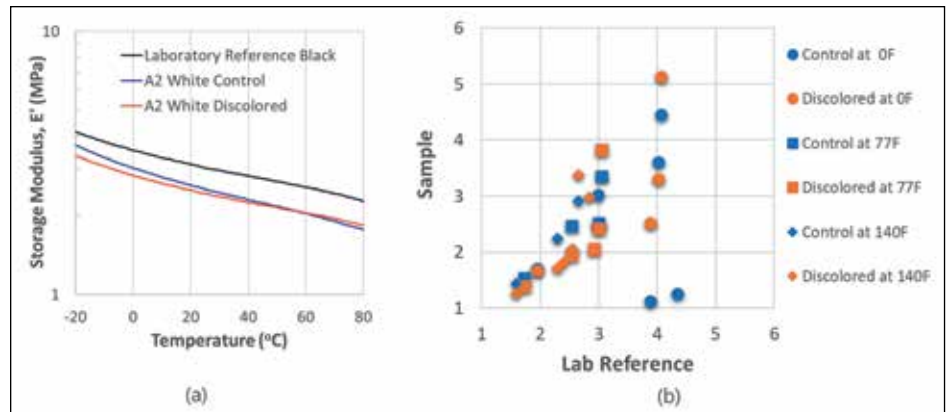 10
Laboratory Reference Black
A2 White Control
A2 White Discolored
Storage Modulus, E' (MPa)
1
-20 0 20 40 60 80
Temperature (°C)
(a)
6
5
4
3
2
1
Sample
1 2 3 4 5 6
Lab Reference
Control at 0F
Discolored at 0F
Control at 77F
Discolored at 77F
Control at 140F
Discolored at 140F
(b)